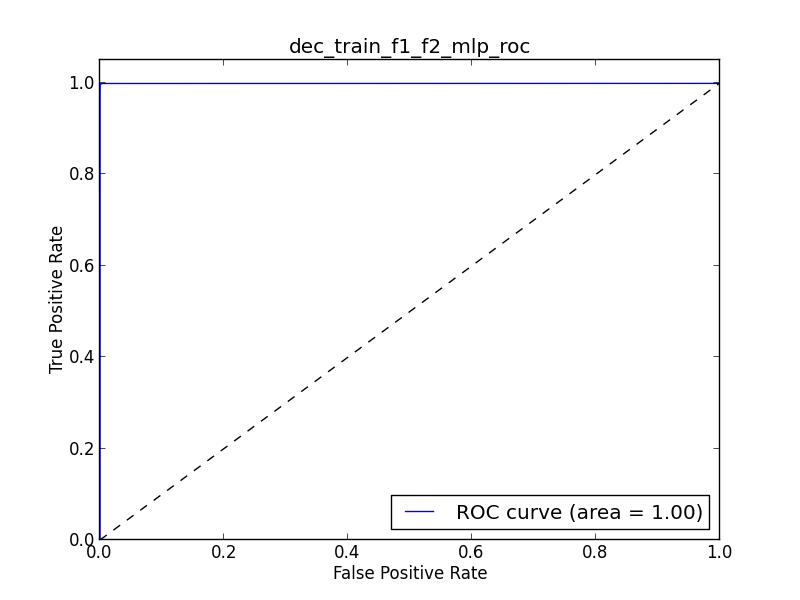 dec_train_f1_f2_mlp_roc
1.0
0.8
0.6
0.4
0.2
0.0
True Positive Rate
0.0 0.2 0.4 0.6 0.8 1.0
False Positive Rate
ROC curve (area = 1.00)